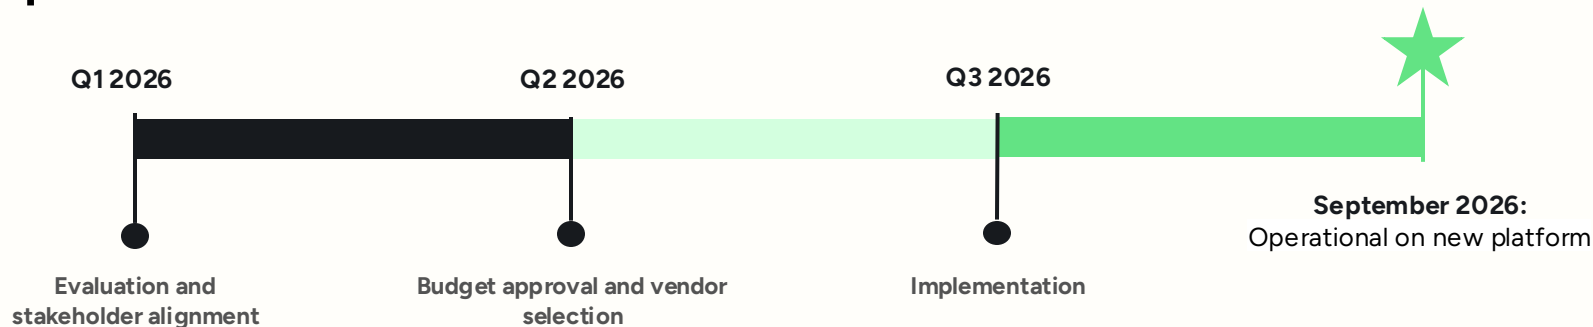 Q1 2026
Q2 2026
Q3 2026
September 2026:
Operational on new platform
Evaluation and
stakeholder alignment
Budget approval and vendor
selection
Implementation